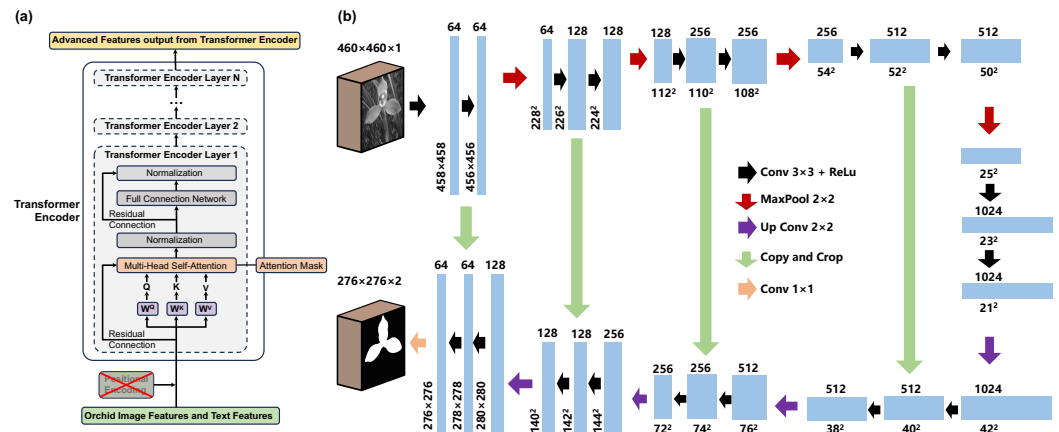 (a)
Advanced Features output from Transformer Encoder
Transformer Encoder Layer N
...
Transformer Encoder Layer 2
Transformer Encoder Layer 1
Normalization
Full Connection Network
Residual
Connection
Normalization
Transformer
Encoder
Multi-Head Self-Attention
Attention Mask
Q K V
W^Q W^K W^V
Residual
Connection
Positional
Encoding
Orchid Image Features and Text Features
(b)
460×460×1
64 64
458×458
456×456
64 128 128
228²
226²
224²
128 256 256
112² 110² 108²
256 512 512
54² 52² 50²
25²
1024
23²
1024
21²
Conv 3×3 + ReLu
MaxPool 2×2
Up Conv 2×2
Copy and Crop
Conv 1×1
276×276×2
64 64 128
276×276
278×278
280×280
128 128 256
140²
142²
144²
256 256 512
72² 74² 76²
512 512 1024
38² 40² 42²